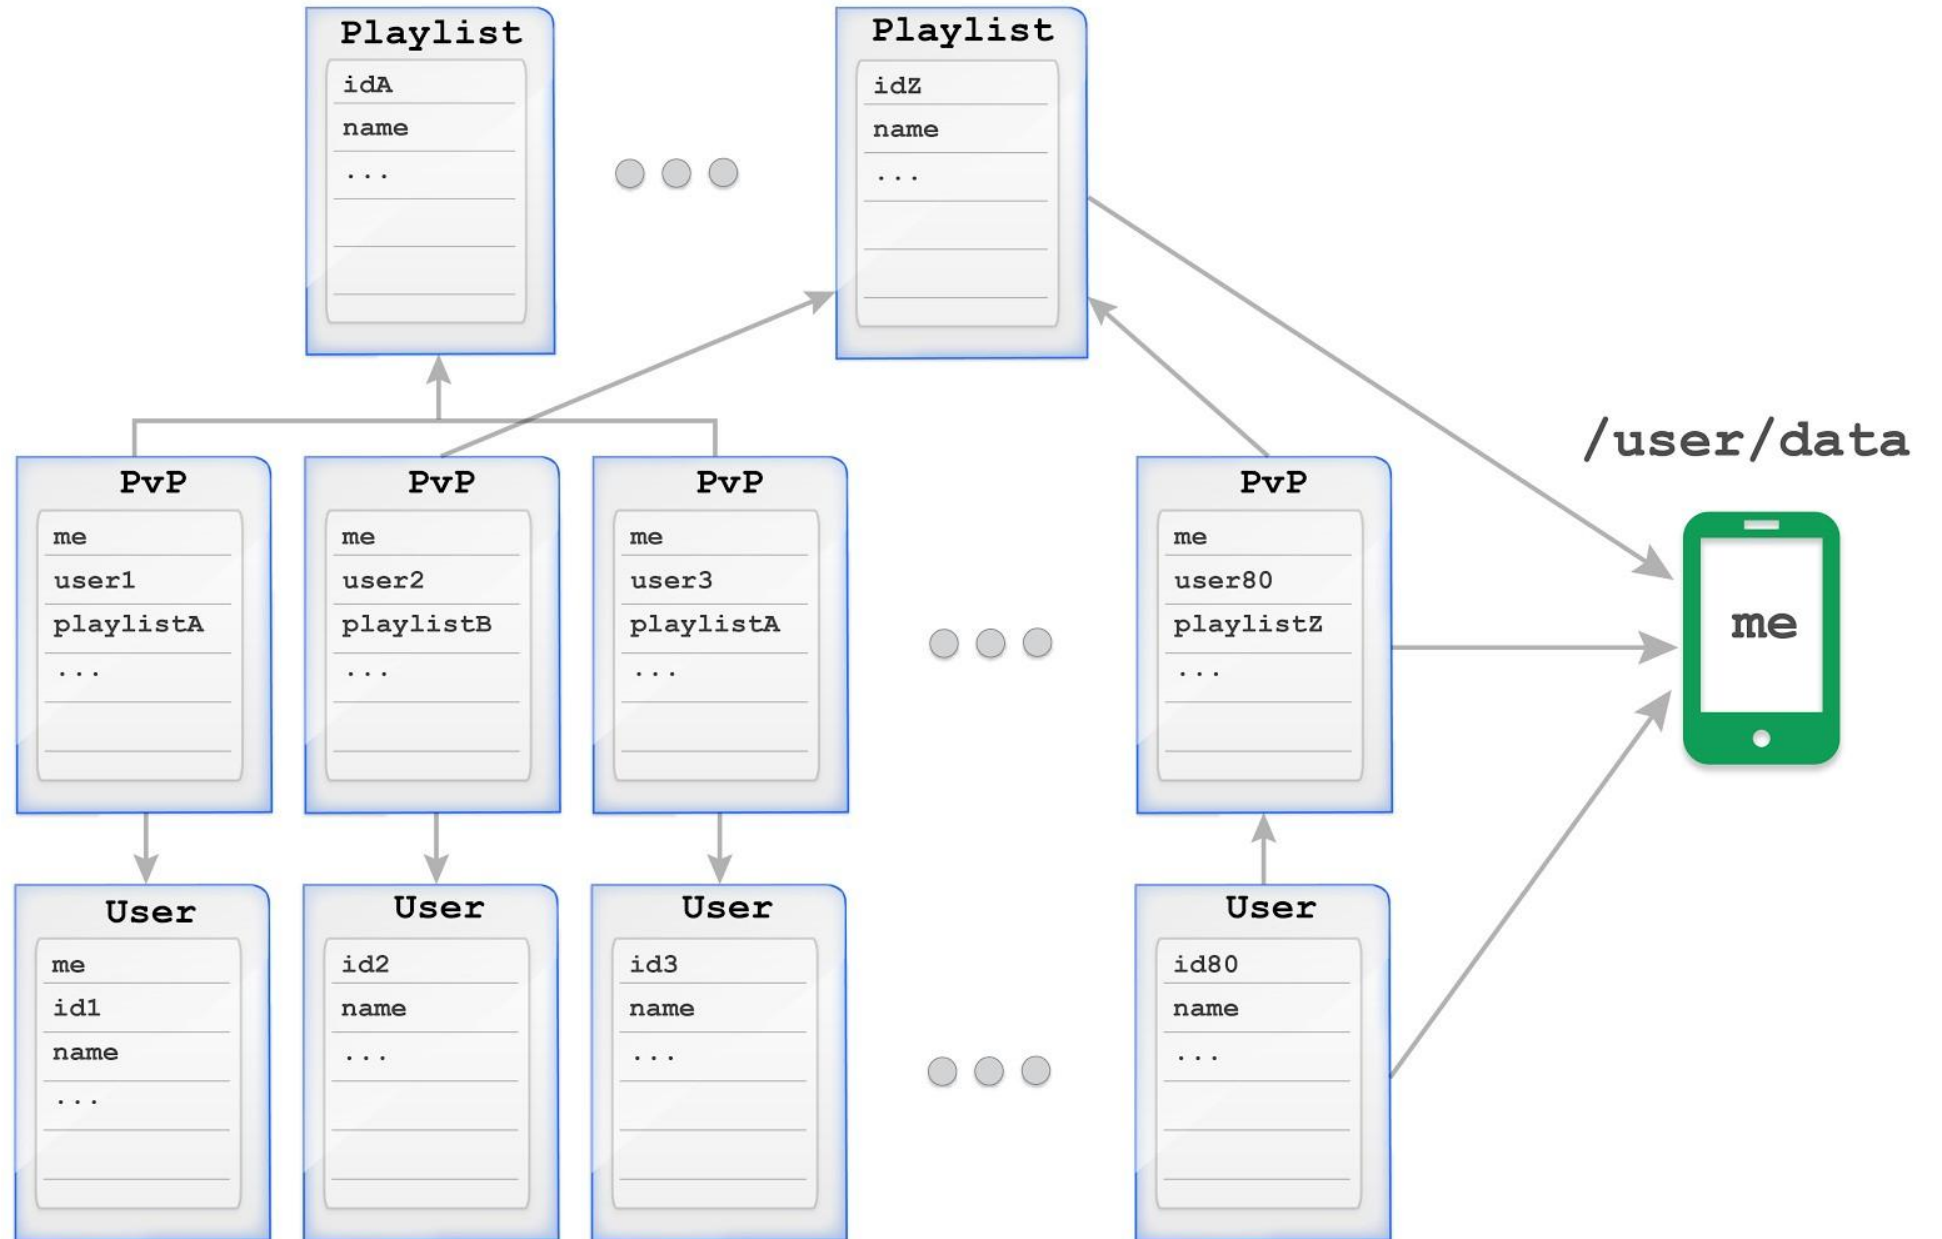 Playlist
idA
name
...
Playlist
idZ
name
...
/user/data
me
PvP
me
user1
playlistA
...
PvP
me
user2
playlistB
...
PvP
me
user3
playlistA
...
PvP
me
user80
playlistZ
...
User
me
id1
name
...
User
id2
name
...
User
id3
name
...
User
id80
name
...